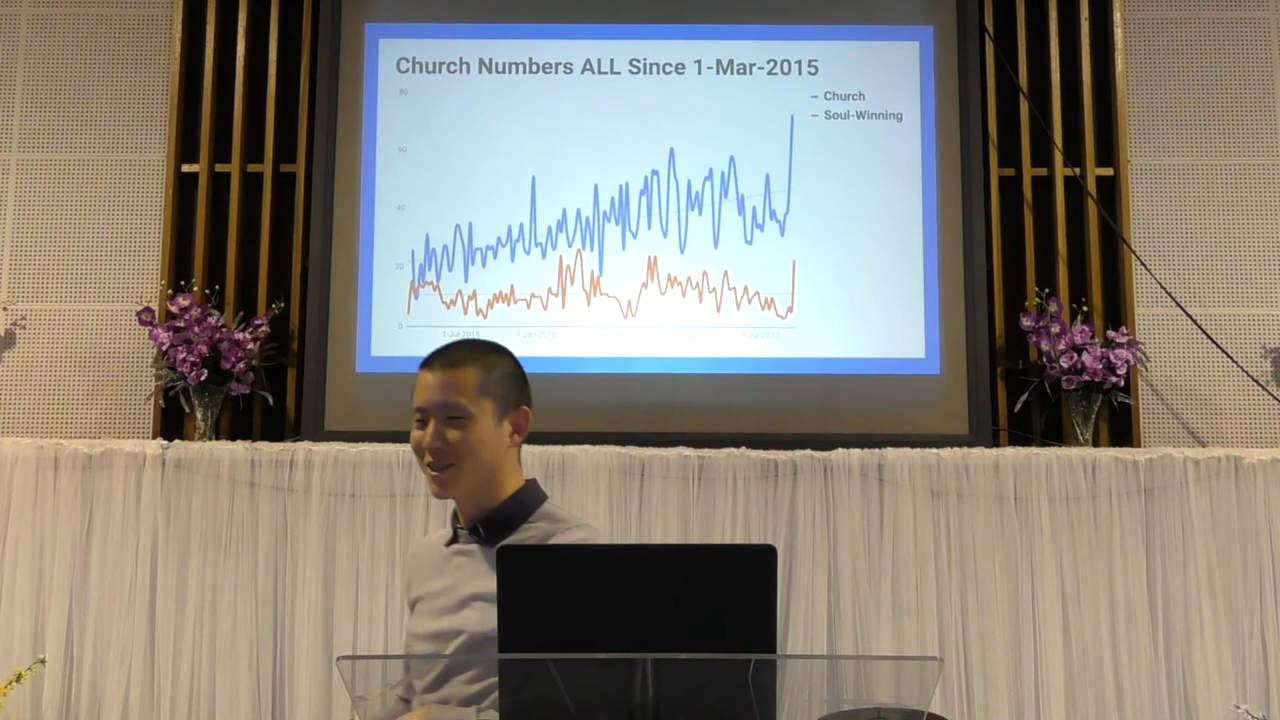 Church Numbers ALL Since 1-Mar-2015
80
Church
Soul-Winning
60
40
20
0
1 Jul-2015
1 Jan-2016
1 Jul-2017